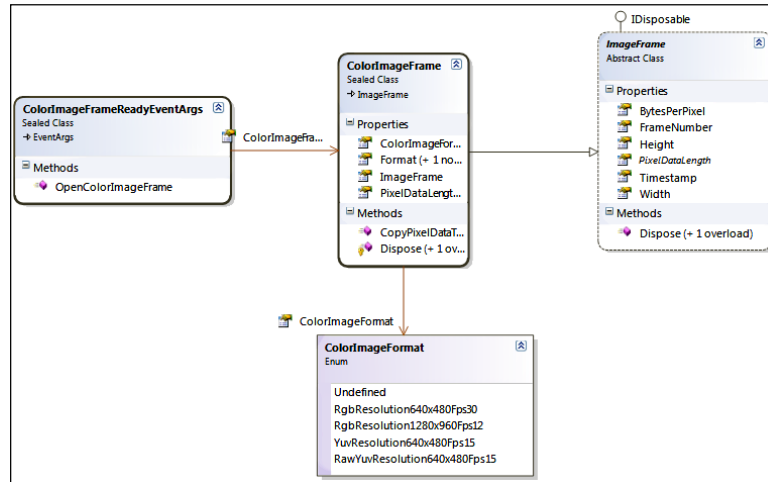 IDisposable
ColorImageFrameReadyEventArgs
Sealed Class
EventArgs
Methods
OpenColorImageFrame
ColorImageFra...
ColorImageFrame
Sealed Class
ImageFrame
Properties
ColorImageFor...
Format (+ 1 no...
ImageFrame
PixelDataLengt...
Methods
CopyPixelDataT...
Dispose (+ 1 ov...
ImageFrame
Abstract Class
Properties
BytesPerPixel
FrameNumber
Height
PixelDataLength
Timestamp
Width
Methods
Dispose (+ 1 overload)
ColorImageFormat
ColorImageFormat
Enum
Undefined
RgbResolution640x480Fps30
RgbResolution1280x960Fps12
YuvResolution640x480Fps15
RawYuvResolution640x480Fps15